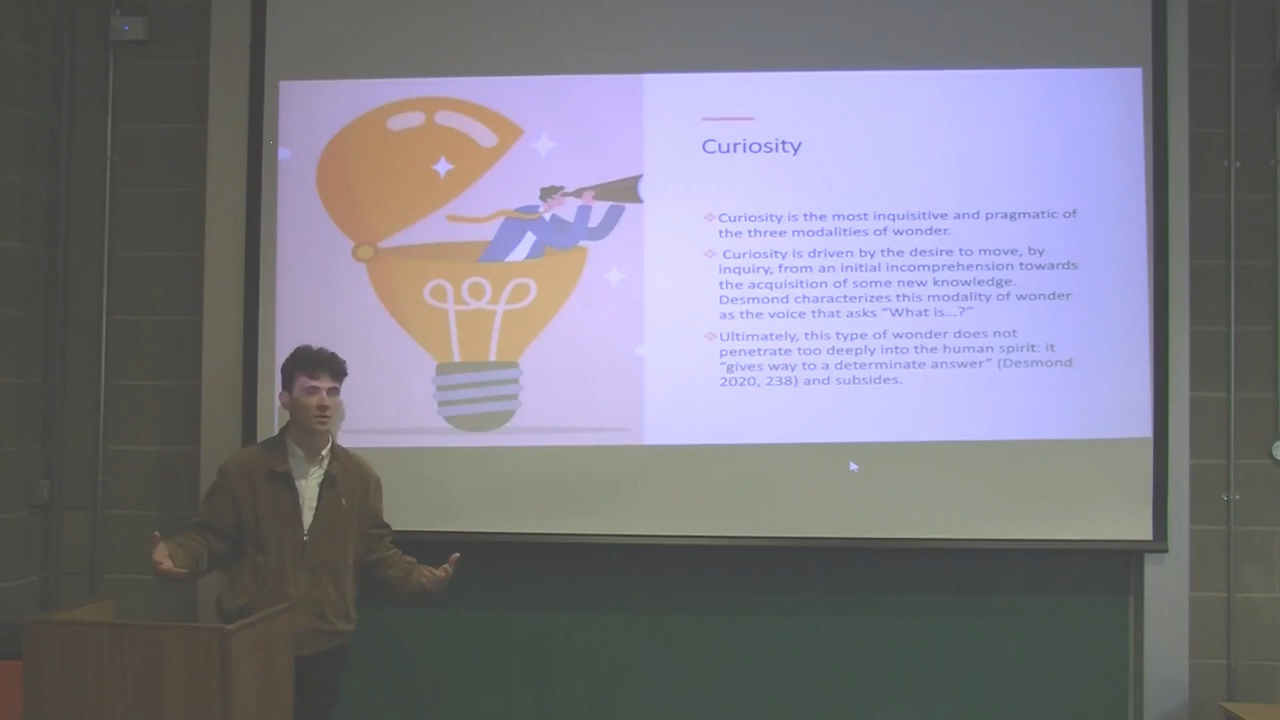 Curiosity
Curiosity is the most inquisitive and pragmatic of
the three modalities of wonder.
Curiosity is driven by the desire to move, by
inquiry, from an initial incomprehension towards
the acquisition of some new knowledge.
Desmond characterizes this modality of wonder
as the voice that asks “What is...?”
Ultimately, this type of wonder does not
penetrate too deeply into the human spirit: it
“gives way to a determinate answer” (Desmond
2020, 238) and subsides.